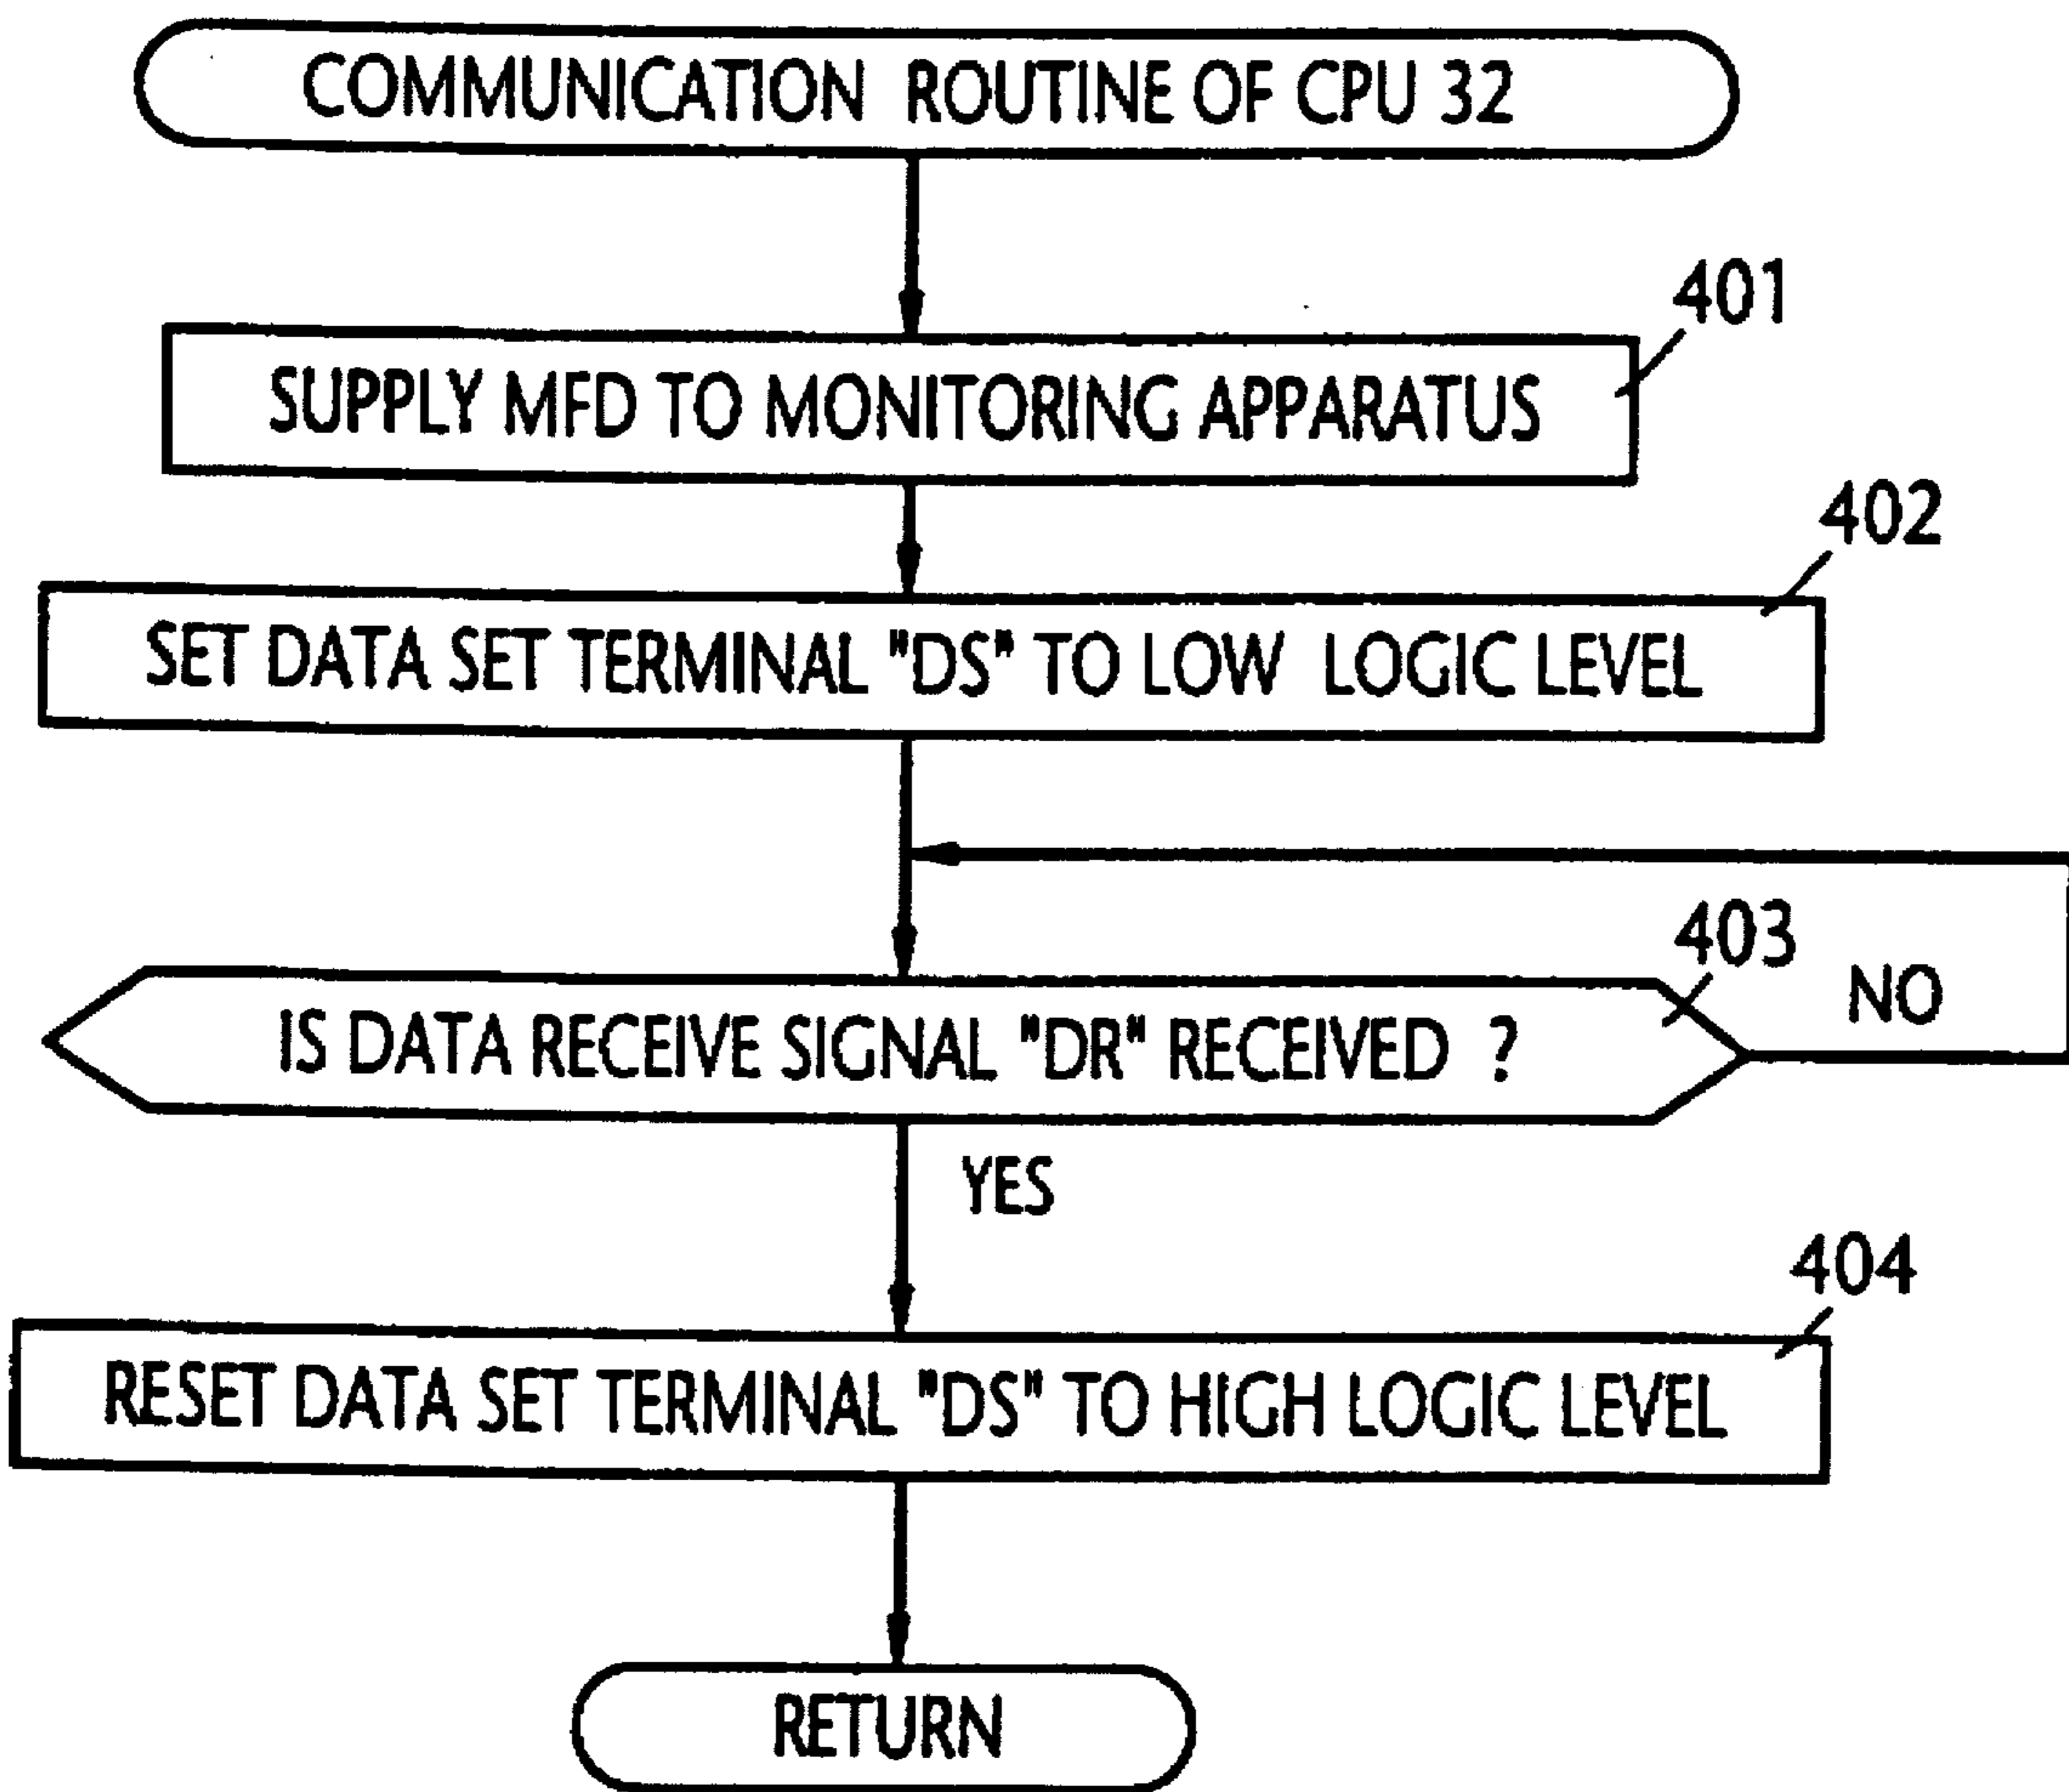 COMMUNICATION ROUTINE OF CPU 32
401
SUPPLY MFD TO MONITORING APPARATUS
402
SET DATA SET TERMINAL "DS" TO LOW LOGIC LEVEL
403
NO
IS DATA RECEIVE SIGNAL "DR" RECEIVED ?
YES
404
RESET DATA SET TERMINAL "DS" TO HIGH LOGIC LEVEL
RETURN